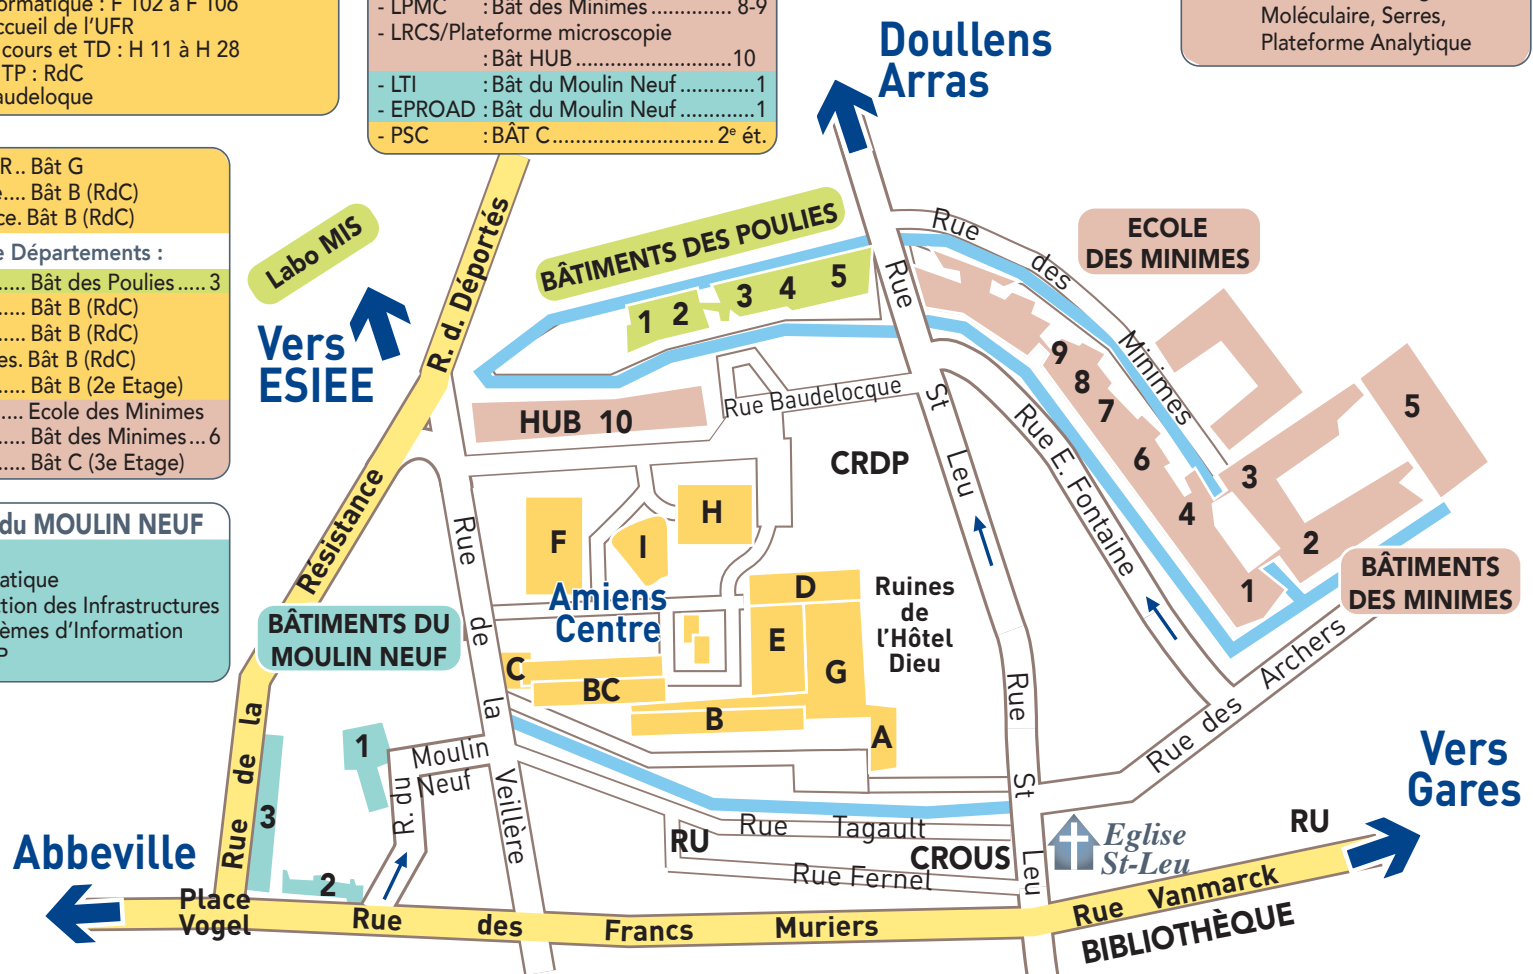 ormatique : F 102 à F 106
ccueil de l'UFR
cours et TD : H 11 à H 28
TP : RdC
audeloque
R.. Bât G
e.... Bât B (RdC)
ce. Bât B (RdC)
e Départements :
..... Bât des Poulies ..... 3
..... Bât B (RdC)
..... Bât B (RdC)
es. Bât B (RdC)
..... Bât B (2e Etage)
..... Ecole des Minimes
..... Bât des Minimes ... 6
..... Bât C (3e Etage)
du MOULIN NEUF
atique
tion des Infrastructures
èmes d'Information
P
- LPMC : Bât des Minimes .............. 8-9
- LRCS/Plateforme microscopie
: Bât HUB ........................... 10
- LTI : Bât du Moulin Neuf ............. 1
- EPROAD : Bât du Moulin Neuf ............. 1
- PSC : BÂT C ............................ 2e ét.
Moléculaire, Serres,
Plateforme Analytique
Doullens
Arras
Labo MIS
Vers
ESIEE
R. d. Déportés
BÂTIMENTS DES POULIES
1 2 3 4 5
Rue des Minimes
ECOLE
DES MINIMES
HUB 10
Rue Baudelocque
CRDP
Rue St Leu
Rue E. Fontaine
9
8
7
6
4
1
3
2
5
BÂTIMENTS
DES MINIMES
Rue des Archers
F
I
H
Amiens
Centre
D
E
G
C
BC
B
A
Ruines
de
l'Hôtel
Dieu
Rue St Leu
Rue de la Résistance
BÂTIMENTS DU
MOULIN NEUF
1
3
2
Rue de la Veillère
R. du Moulin
Neuf
Rue Tagault
RU
CROUS
Rue Fernel
Eglise
St-Leu
RU
Vers
Gares
Abbeville
Place
Vogel
Rue des Francs Muriers
Rue Vanmarck
BIBLIOTHÈQUE